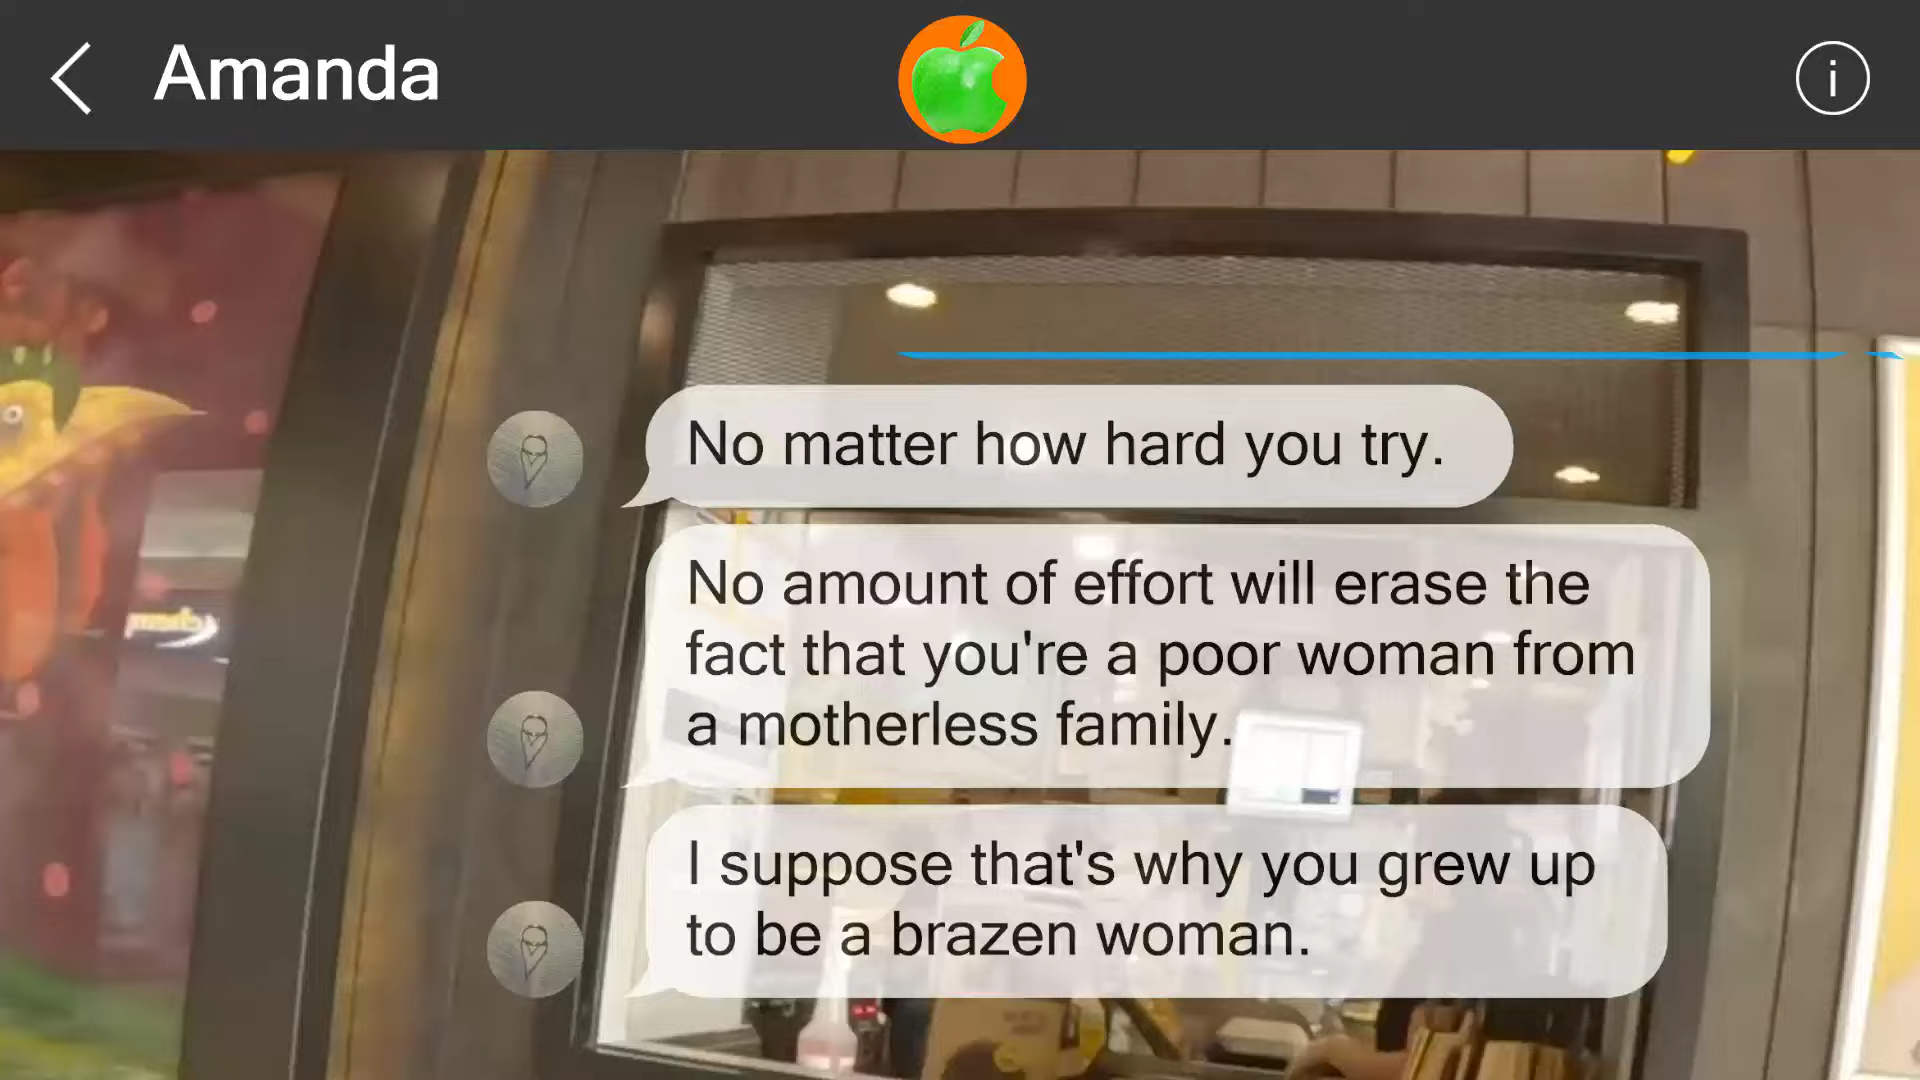 Amanda
No matter how hard you try.
No amount of effort will erase the
fact that you're a poor woman from
a motherless family.
I suppose that's why you grew up
to be a brazen woman.